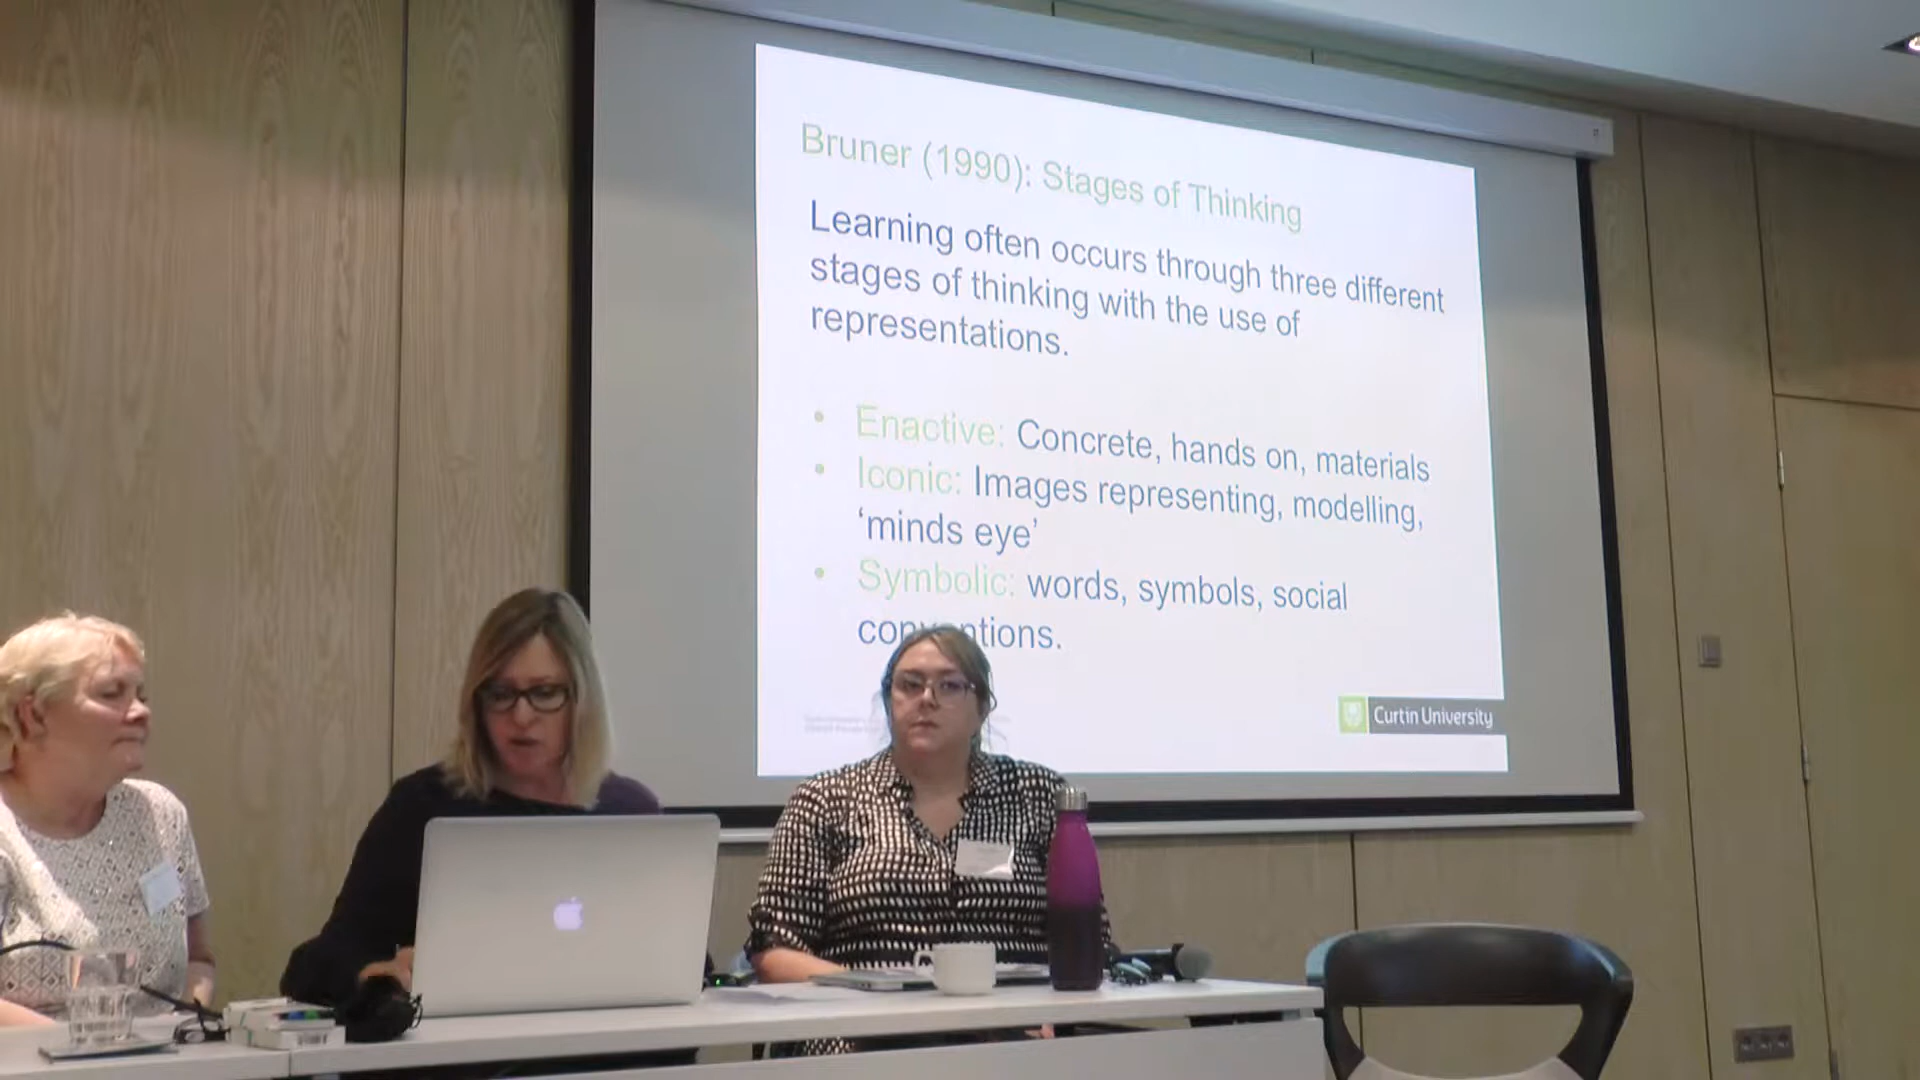 Bruner (1990): Stages of Thinking
Learning often occurs through three different
stages of thinking with the use of
representations.
• Enactive: Concrete, hands on, materials
• Iconic: Images representing, modelling,
‘minds eye’
• Symbolic: words, symbols, social
tions.
Curtin University